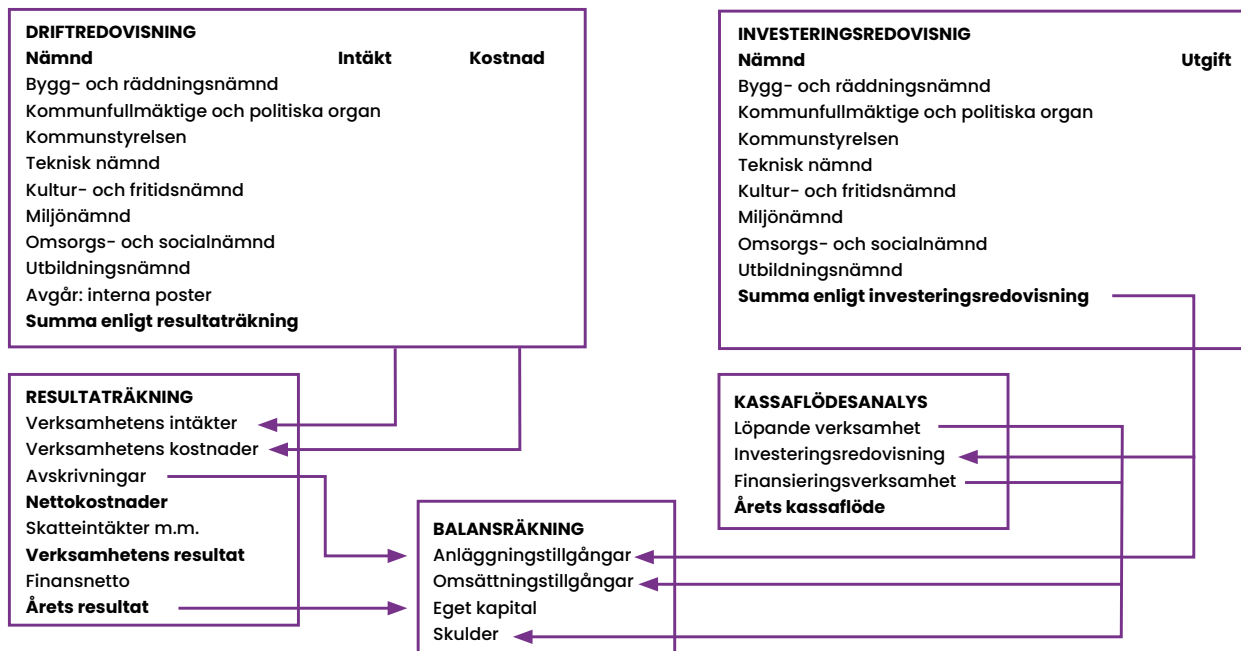 DRIFTREDOVISNING
Nämnd Intäkt Kostnad
Bygg- och räddningsnämnd
Kommunfullmäktige och politiska organ
Kommunstyrelsen
Teknisk nämnd
Kultur- och fritidsnämnd
Miljönämnd
Omsorgs- och socialnämnd
Utbildningsnämnd
Avgår: interna poster
Summa enligt resultaträkning
INVESTERINGSREDOVISNIG
Nämnd Utgift
Bygg- och räddningsnämnd
Kommunfullmäktige och politiska organ
Kommunstyrelsen
Teknisk nämnd
Kultur- och fritidsnämnd
Miljönämnd
Omsorgs- och socialnämnd
Utbildningsnämnd
Summa enligt investeringsredovisning
RESULTATRÄKNING
Verksamhetens intäkter
Verksamhetens kostnader
Avskrivningar
Nettokostnader
Skatteintäkter m.m.
Verksamhetens resultat
Finansnetto
Årets resultat
BALANSRÄKNING
Anläggningstillgångar
Omsättningstillgångar
Eget kapital
Skulder
KASSAFLÖDESANALYS
Löpande verksamhet
Investeringsredovisning
Finansieringsverksamhet
Årets kassaflöde